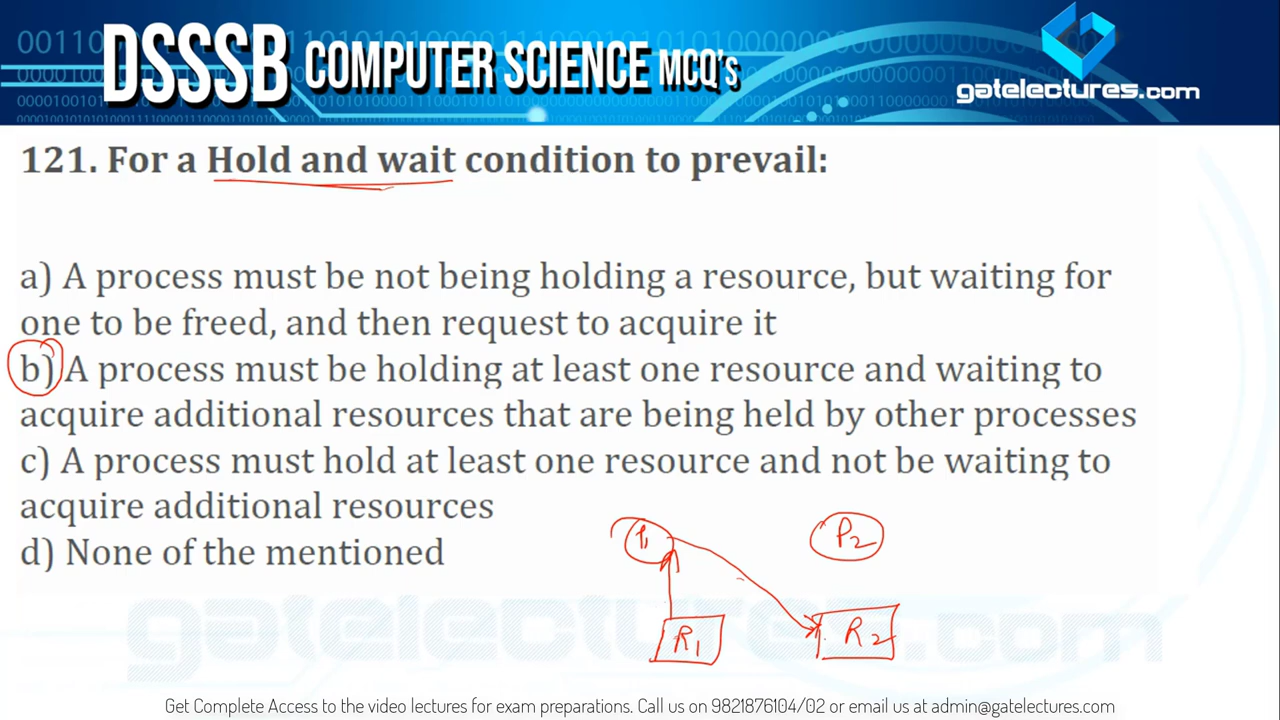 DSSSB COMPUTER SCIENCE MCQ's
gatelectures.com
121. For a Hold and wait condition to prevail:
a) A process must be not being holding a resource, but waiting for
one to be freed, and then request to acquire it
b) A process must be holding at least one resource and waiting to
acquire additional resources that are being held by other processes
c) A process must hold at least one resource and not be waiting to
acquire additional resources
d) None of the mentioned
P1 P2
R1 R2
gatelectures.com
Get Complete Access to the video lectures for exam preparations. Call us on 9821876104/02 or email us at admin@gatelectures.com